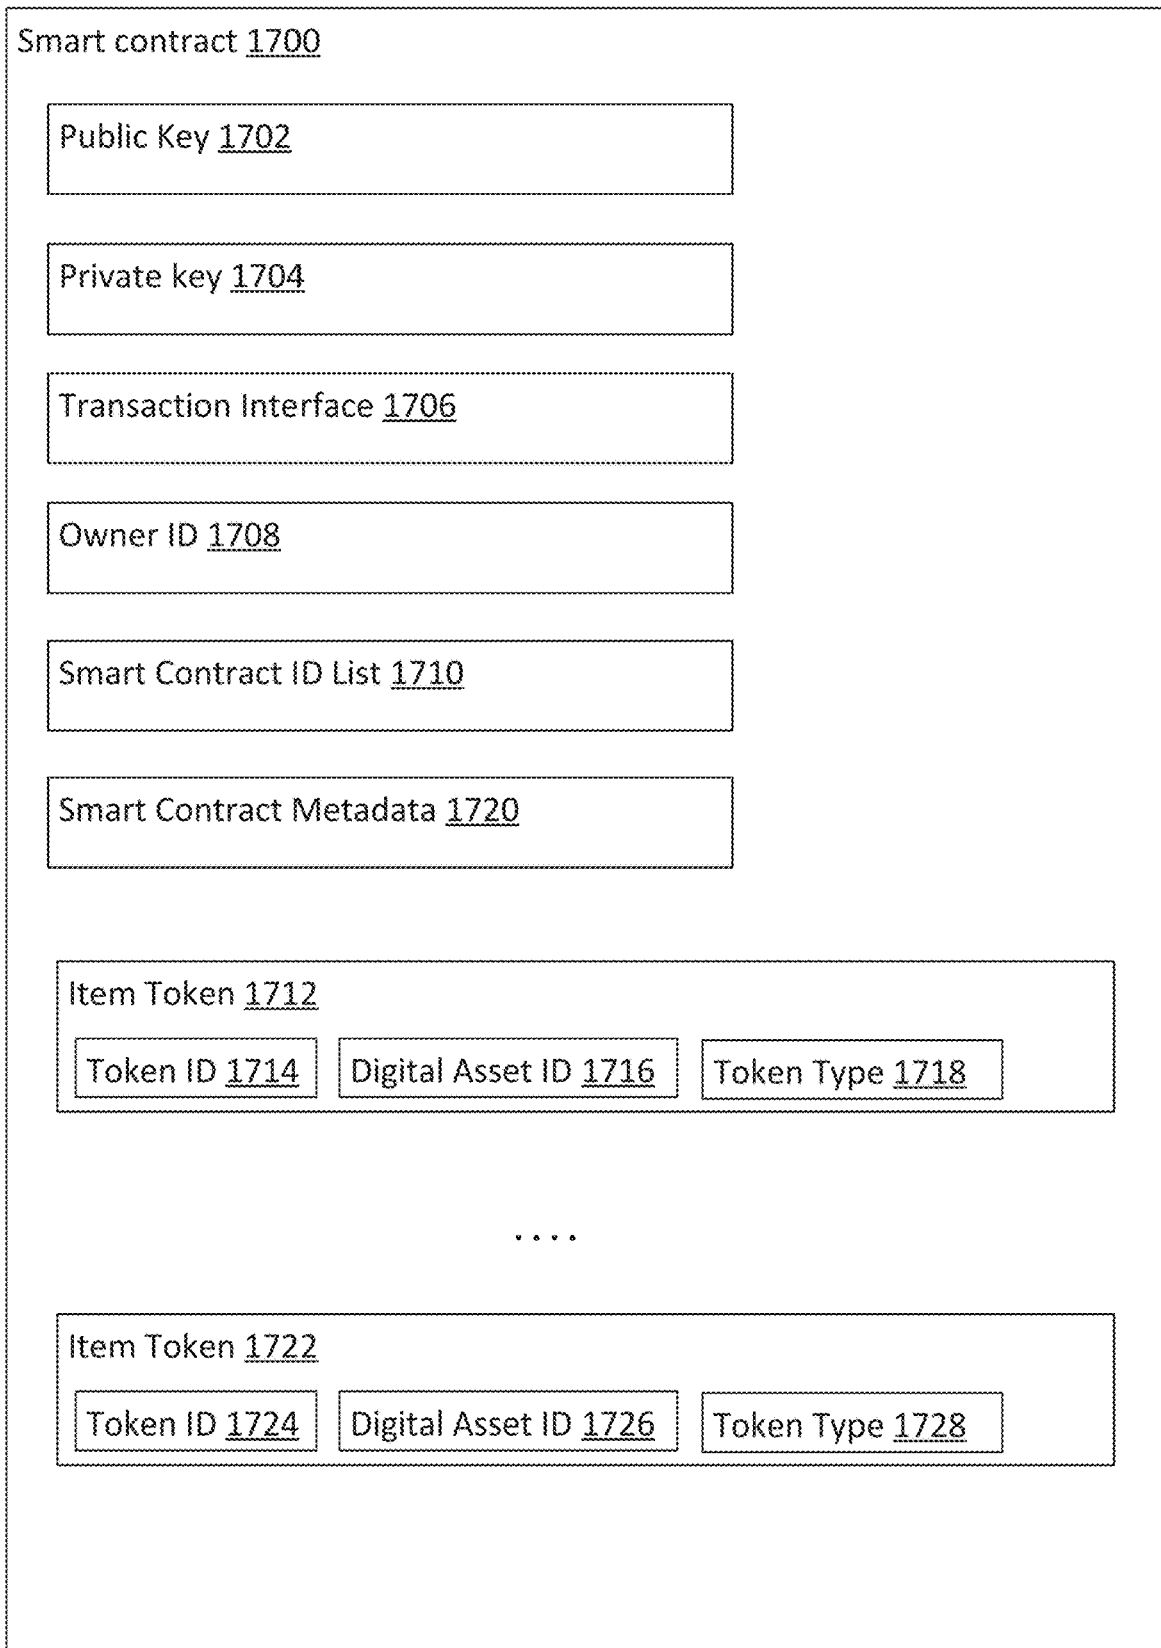 Smart contract 1700
Public Key 1702
Private key 1704
Transaction Interface 1706
Owner ID 1708
Smart Contract ID List 1710
Smart Contract Metadata 1720
Item Token 1712
Token ID 1714 Digital Asset ID 1716 Token Type 1718
....
Item Token 1722
Token ID 1724 Digital Asset ID 1726 Token Type 1728